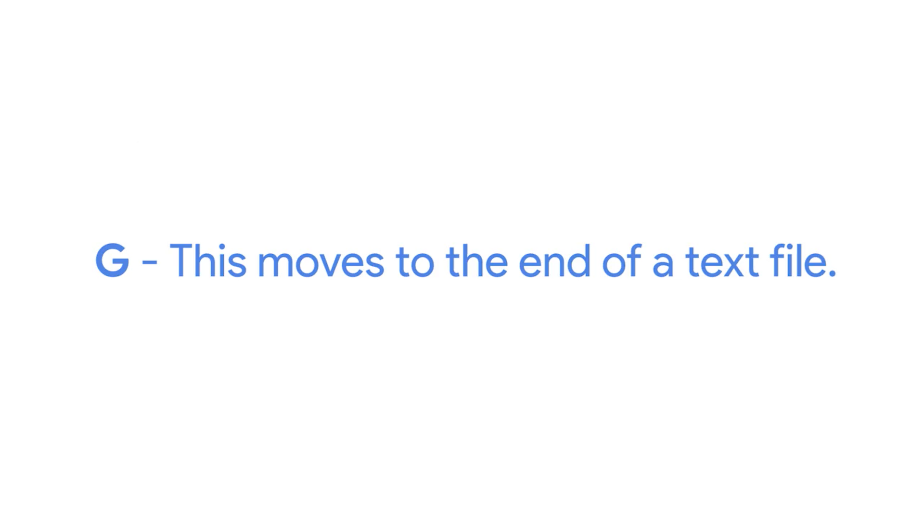 G - This moves to the end of a text file.